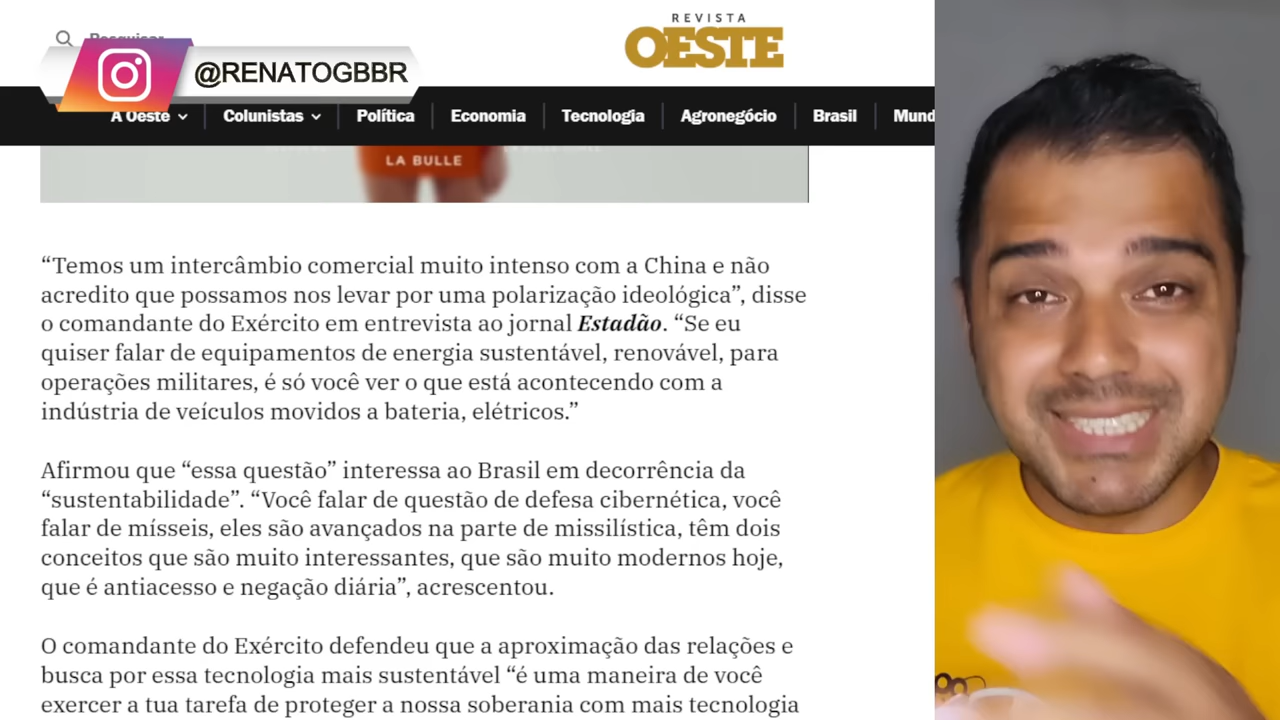 REVISTA
OESTE
Pesquisar
@RENATOGBBR
A Oeste
Colunistas
Política
Economia
Tecnologia
Agronegócio
Brasil
Mund
LA BULLE
“Temos um intercâmbio comercial muito intenso com a China e não
acredito que possamos nos levar por uma polarização ideológica”, disse
o comandante do Exército em entrevista ao jornal Estadão. “Se eu
quiser falar de equipamentos de energia sustentável, renovável, para
operações militares, é só você ver o que está acontecendo com a
indústria de veículos movidos a bateria, elétricos.”
Afirmou que “essa questão” interessa ao Brasil em decorrência da
“sustentabilidade”. “Você falar de questão de defesa cibernética, você
falar de mísseis, eles são avançados na parte de missilística, têm dois
conceitos que são muito interessantes, que são muito modernos hoje,
que é antiacesso e negação diária”, acrescentou.
O comandante do Exército defendeu que a aproximação das relações e
busca por essa tecnologia mais sustentável “é uma maneira de você
exercer a tua tarefa de proteger a nossa soberania com mais tecnologia